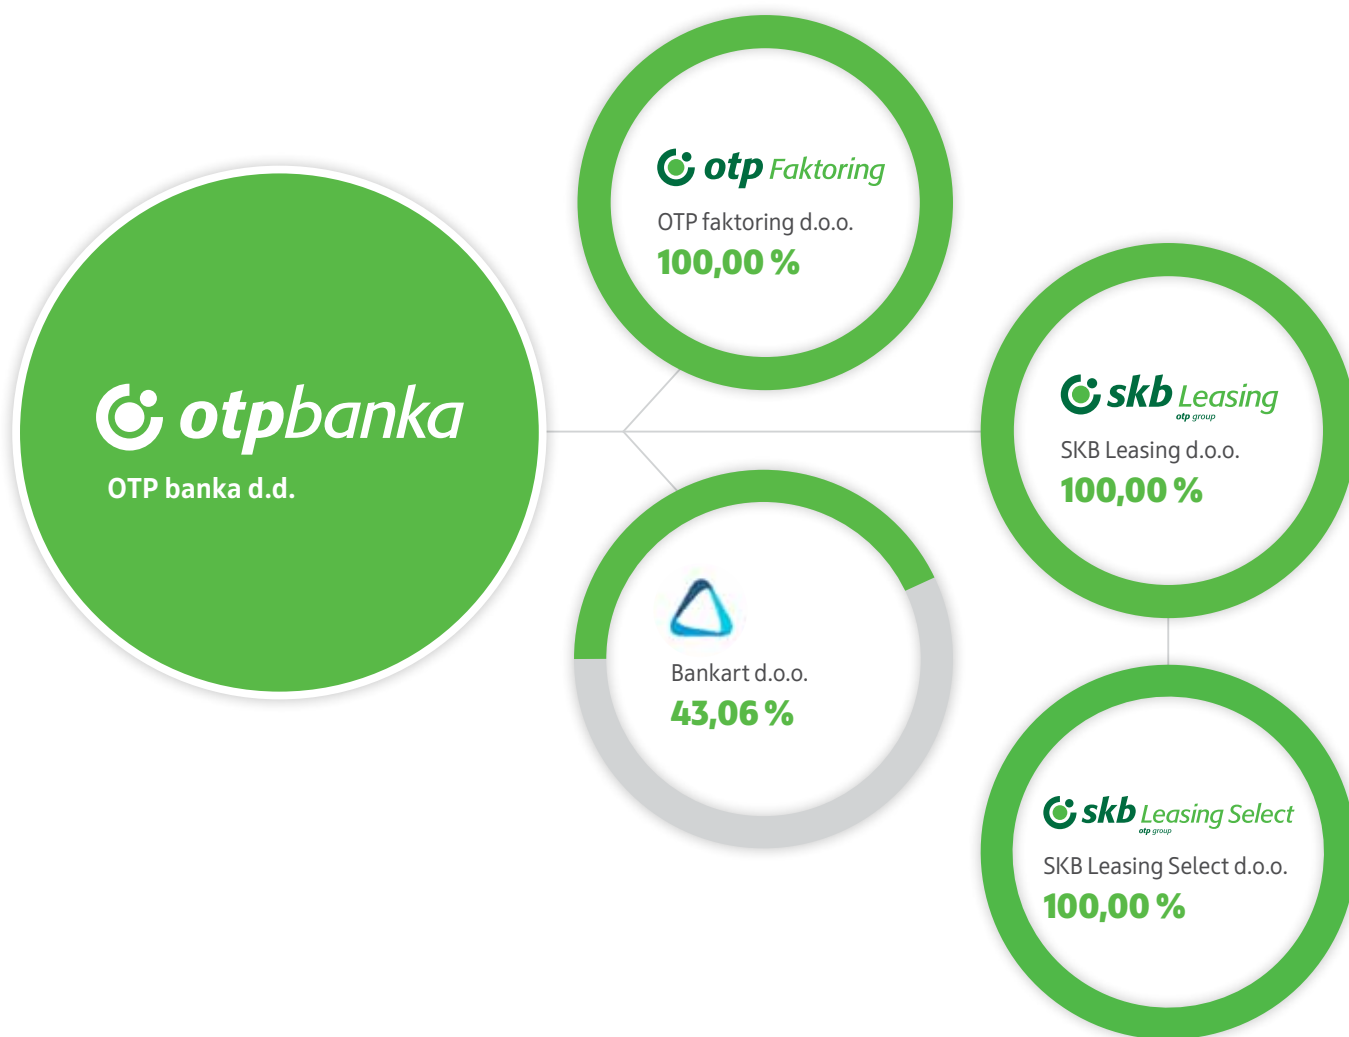 otpbanka
OTP banka d.d.
otp Faktoring
OTP faktoring d.o.o.
100,00 %
skb Leasing
otp group
SKB Leasing d.o.o.
100,00 %
Bankart d.o.o.
43,06 %
skb Leasing Select
otp group
SKB Leasing Select d.o.o.
100,00 %